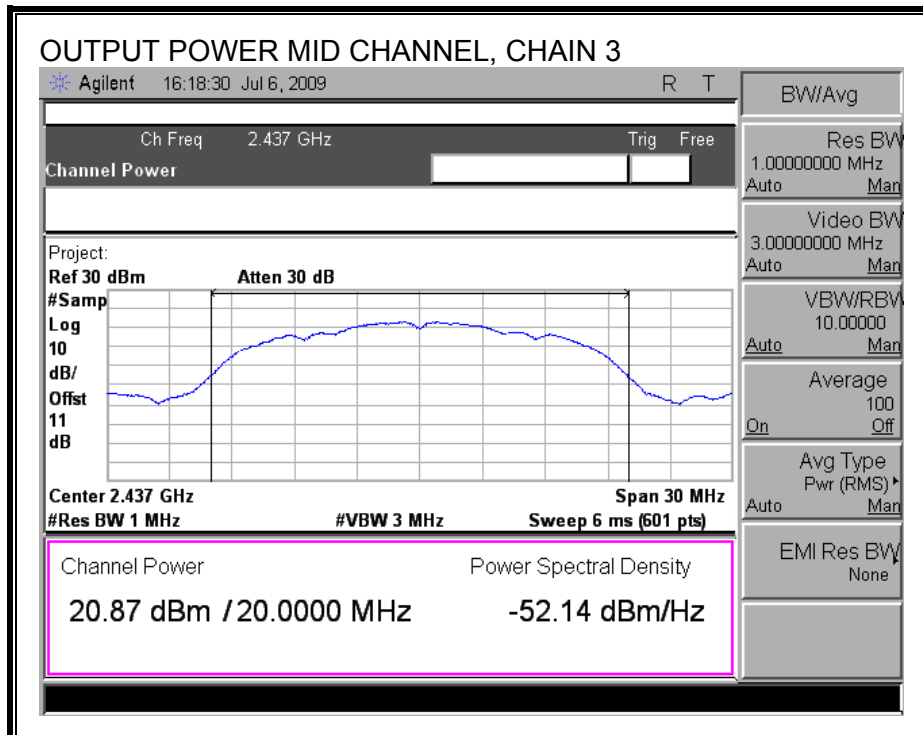 OUTPUT POWER MID CHANNEL, CHAIN 3
Agilent 16:18:30 Jul 6, 2009 R T
Ch Freq 2.437 GHz Trig Free
Channel Power
Project:
Ref 30 dBm Atten 30 dB
#Samp
Log
10
dB/
Offst
11
dB
Center 2.437 GHz Span 30 MHz
#Res BW 1 MHz #VBW 3 MHz Sweep 6 ms (601 pts)
Channel Power Power Spectral Density
20.87 dBm / 20.0000 MHz -52.14 dBm/Hz
BW/Avg
Res BW
1.00000000 MHz
Auto Man
Video BW
3.00000000 MHz
Auto Man
VBW/RBW
10.00000
Auto Man
Average
100
On Off
Avg Type
Pwr (RMS)
Auto Man
EMI Res BW
None